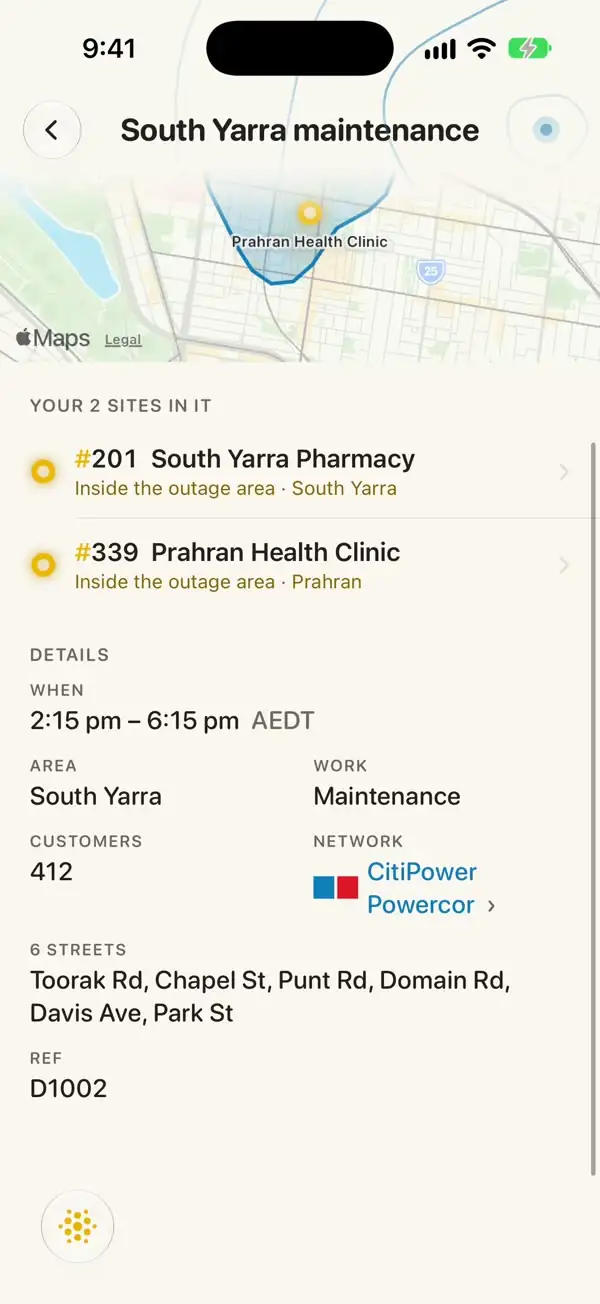 9:41
South Yarra maintenance
Prahran Health Clinic
25
Maps Legal
YOUR 2 SITES IN IT
#201 South Yarra Pharmacy
Inside the outage area · South Yarra
#339 Prahran Health Clinic
Inside the outage area · Prahran
DETAILS
WHEN
2:15 pm – 6:15 pm AEDT
AREA
South Yarra
WORK
Maintenance
CUSTOMERS
412
NETWORK
CitiPower
Powercor ›
6 STREETS
Toorak Rd, Chapel St, Punt Rd, Domain Rd,
Davis Ave, Park St
REF
D1002